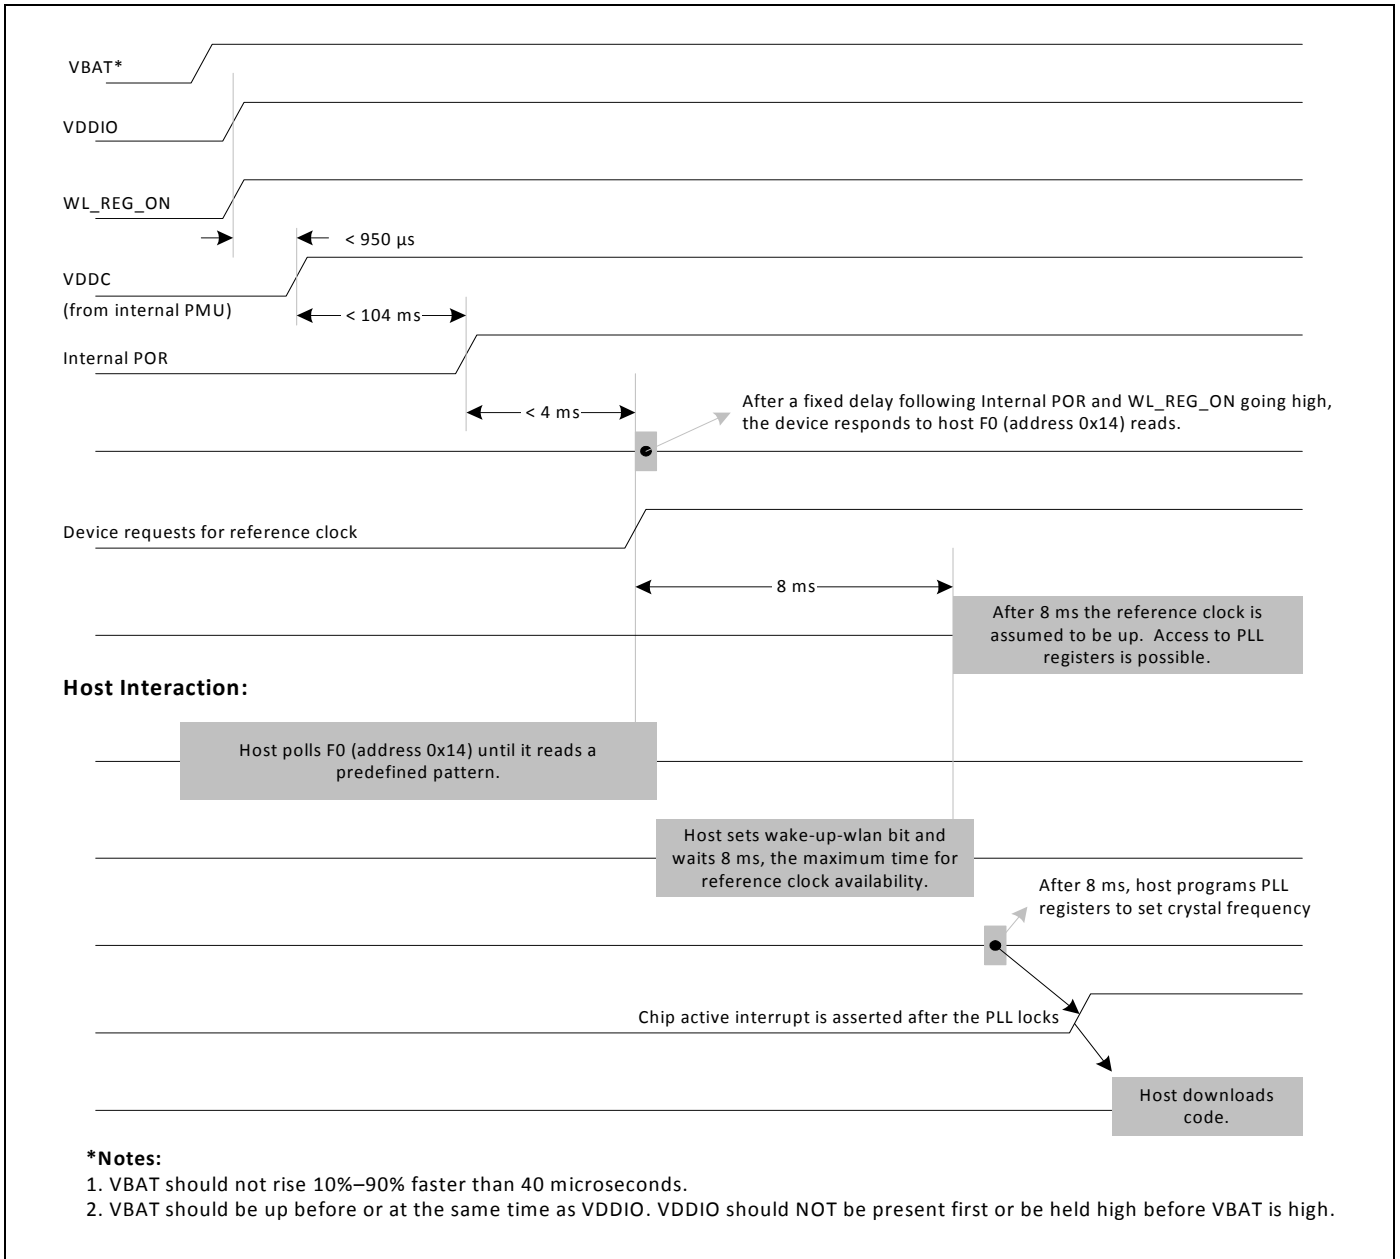 VBAT*
VDDIO
WL_REG_ON
< 950 µs
VDDC
(from internal PMU)
< 104 ms
Internal POR
< 4 ms
After a fixed delay following Internal POR and WL_REG_ON going high,
the device responds to host F0 (address 0x14) reads.
Device requests for reference clock
8 ms
After 8 ms the reference clock is
assumed to be up. Access to PLL
registers is possible.
Host Interaction:
Host polls F0 (address 0x14) until it reads a
predefined pattern.
Host sets wake-up-wlan bit and
waits 8 ms, the maximum time for
reference clock availability.
After 8 ms, host programs PLL
registers to set crystal frequency
Chip active interrupt is asserted after the PLL locks
Host downloads
code.
*Notes:
1. VBAT should not rise 10%–90% faster than 40 microseconds.
2. VBAT should be up before or at the same time as VDDIO. VDDIO should NOT be present first or be held high before VBAT is high.